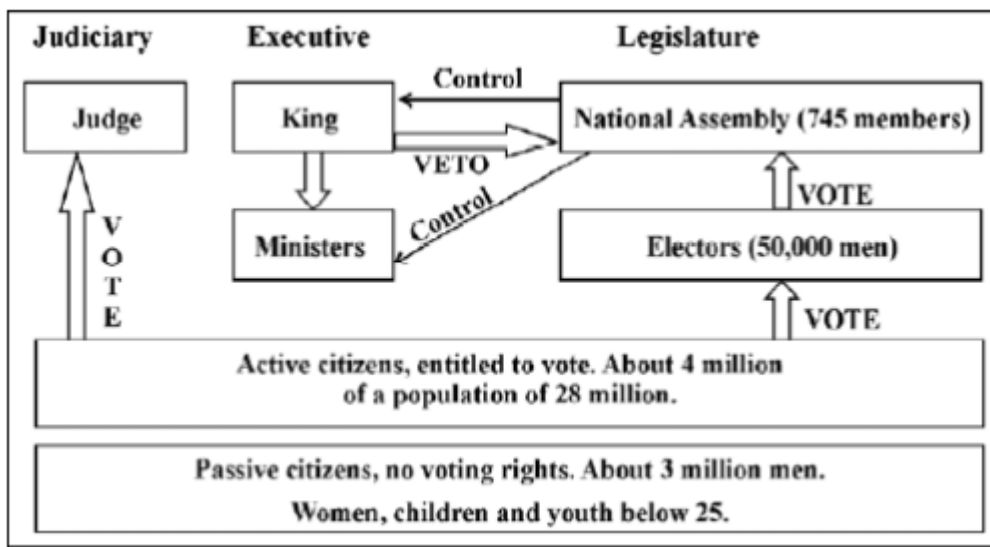 Judiciary
Executive
Legislature
Judge
King
Control
National Assembly (745 members)
VETO
VOTE
Control
Ministers
Electors (50,000 men)
VOTE
VOTE
Active citizens, entitled to vote. About 4 million
of a population of 28 million.
Passive citizens, no voting rights. About 3 million men.
Women, children and youth below 25.